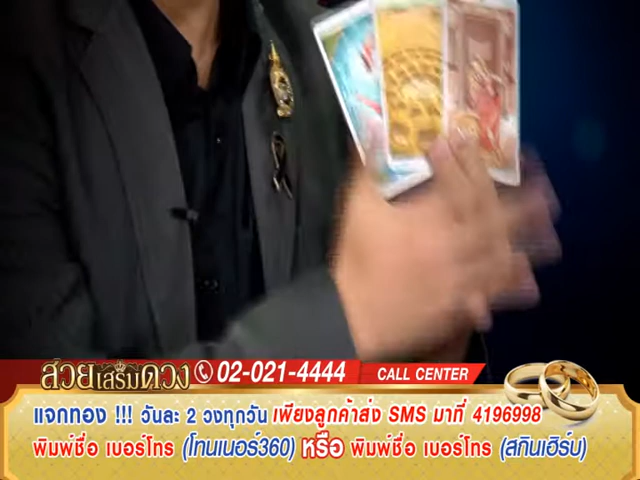 สวยเสริมดวง 02-021-4444 CALL CENTER
แจกทอง !!! วันละ 2 วงทุกวัน เพียงลูกค้าส่ง SMS มาที่ 4196998
พิมพ์ชื่อ เบอร์โทร (โทนเนอร์360) หรือ พิมพ์ชื่อ เบอร์โทร (สกินเฮิร์บ)